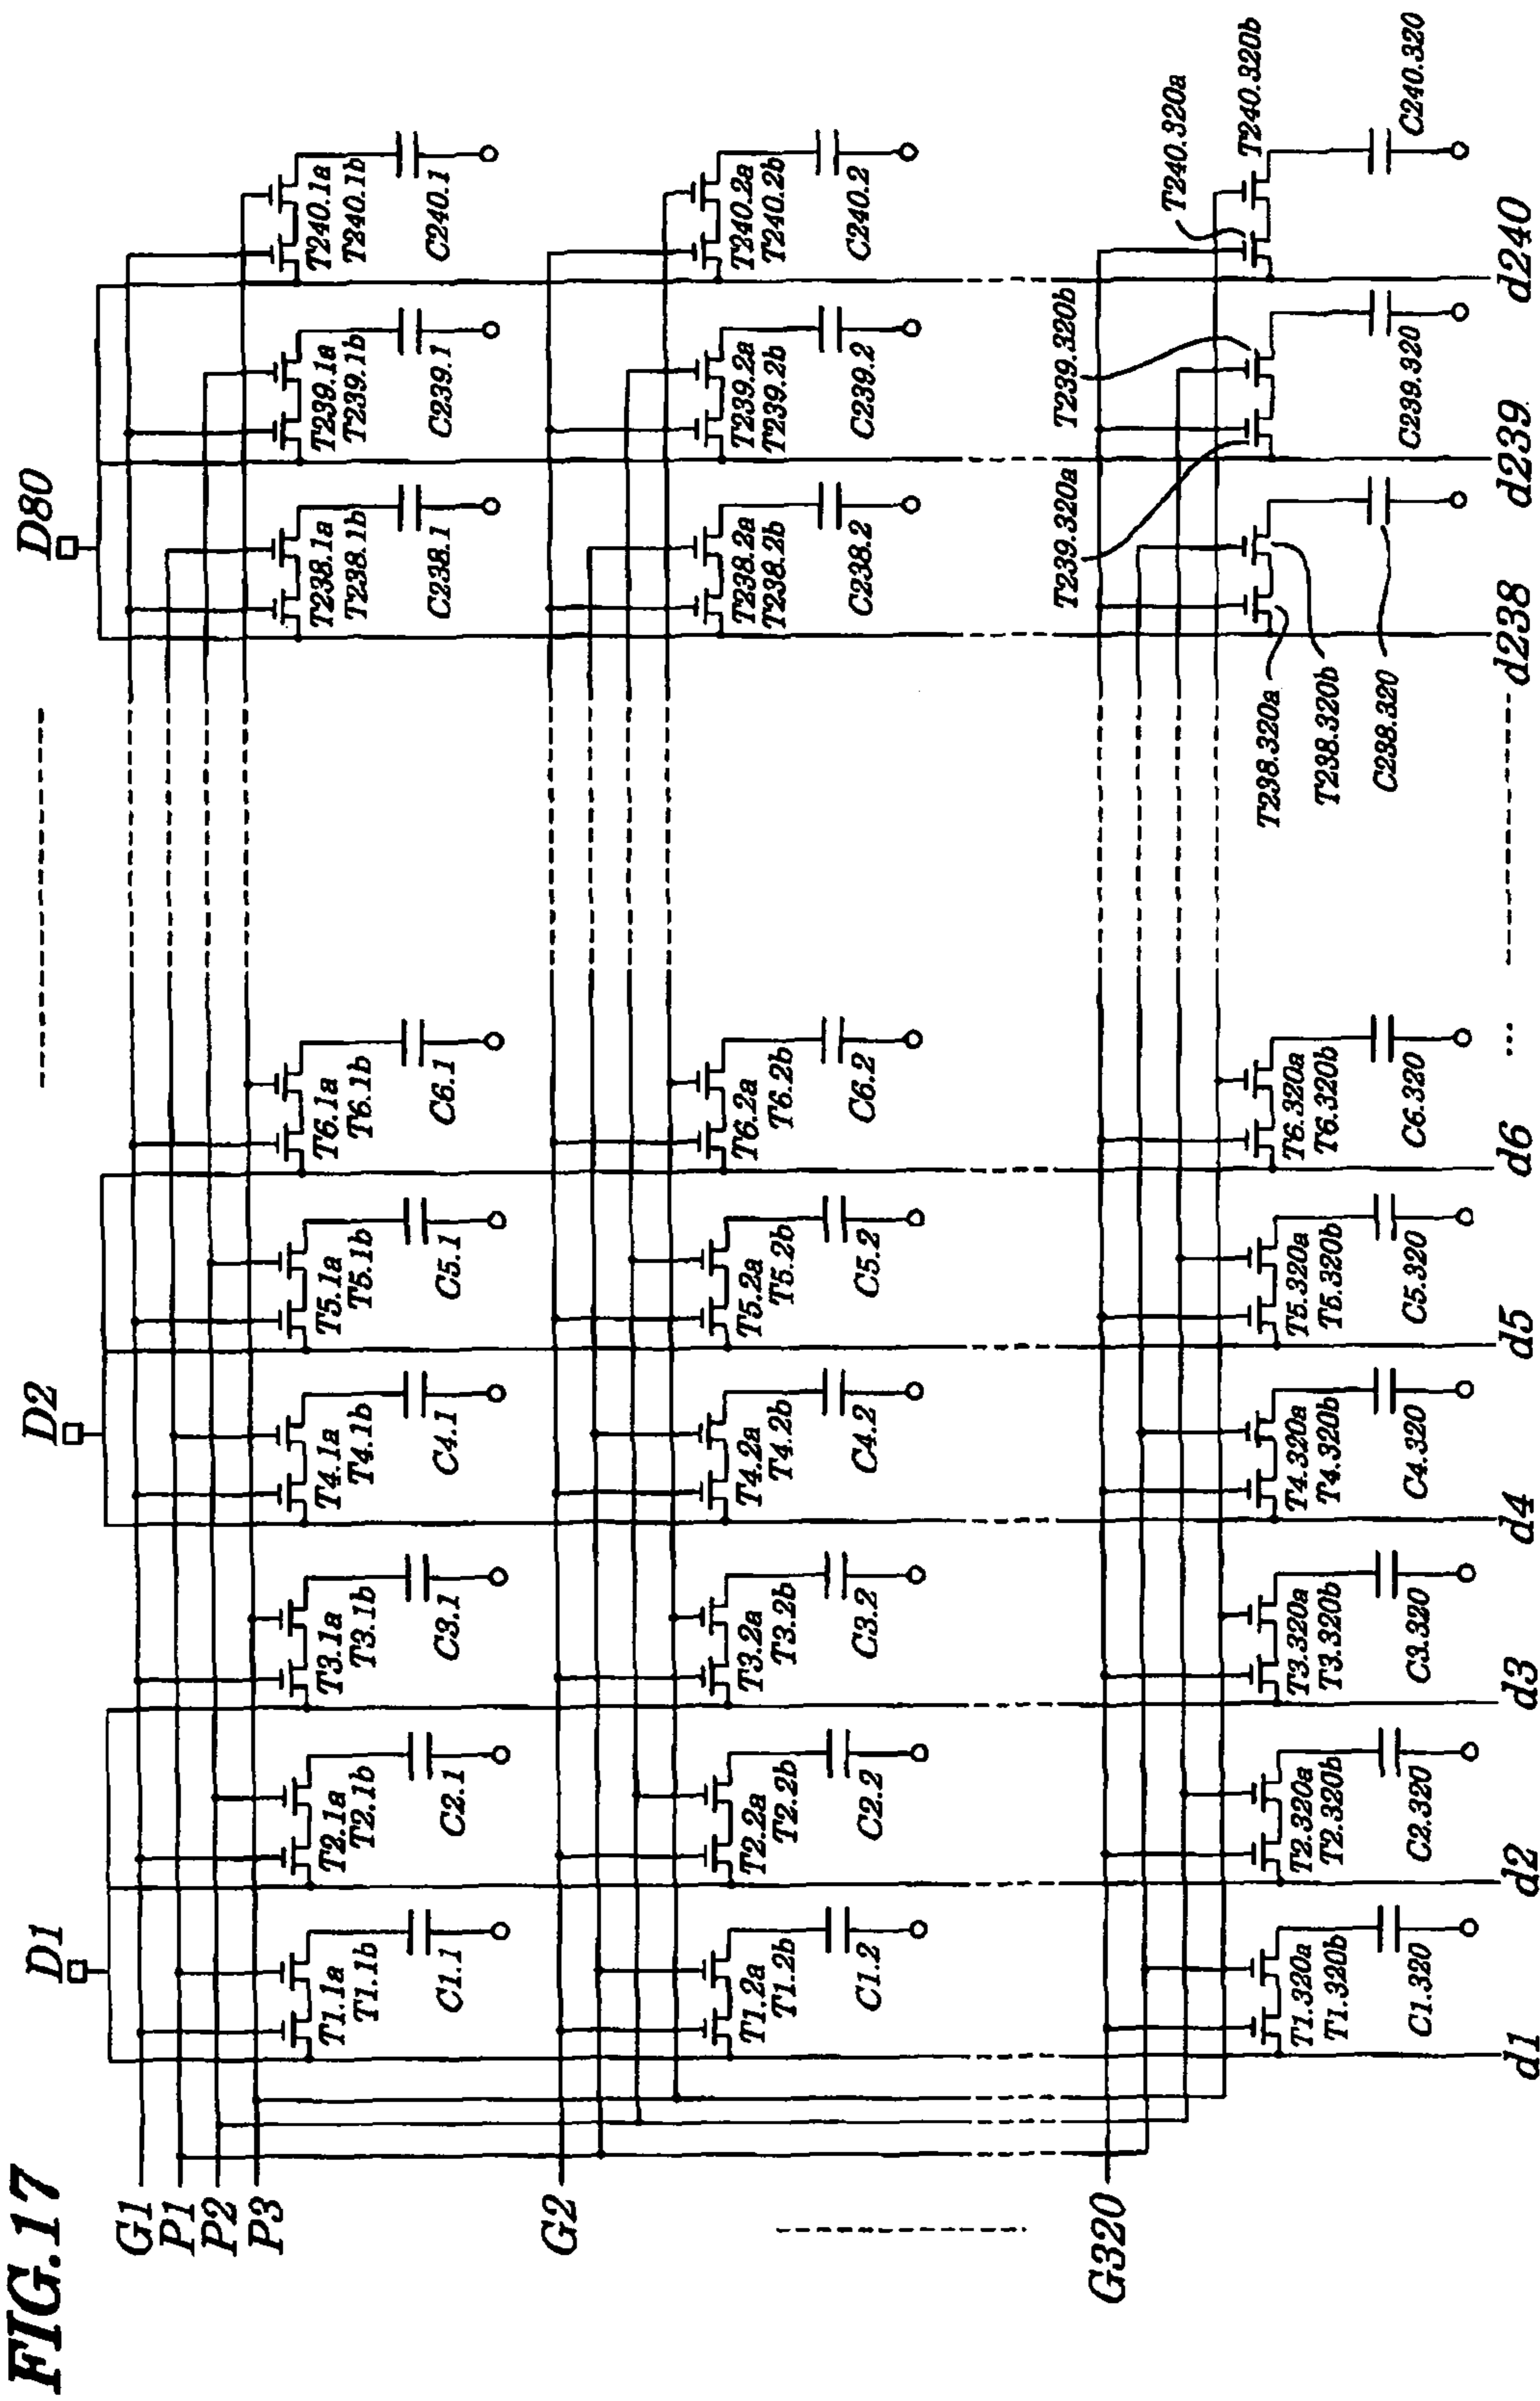 FIG.17
D1
D2
D80
G1
P1
P2
P3
T1.1a
T1.1b
C1.1
T2.1a
T2.1b
C2.1
T3.1a
T3.1b
C3.1
T4.1a
T4.1b
C4.1
T5.1a
T5.1b
C5.1
T6.1a
T6.1b
C6.1
T238.1a
T238.1b
C238.1
T239.1a
T239.1b
C239.1
T240.1a
T240.1b
C240.1
G2
T1.2a
T1.2b
C1.2
T2.2a
T2.2b
C2.2
T3.2a
T3.2b
C3.2
T4.2a
T4.2b
C4.2
T5.2a
T5.2b
C5.2
T6.2a
T6.2b
C6.2
T238.2a
T238.2b
C238.2
T239.2a
T239.2b
C239.2
T240.2a
T240.2b
C240.2
G320
T1.320a
T1.320b
C1.320
T2.320a
T2.320b
C2.320
T3.320a
T3.320b
C3.320
T4.320a
T4.320b
C4.320
T5.320a
T5.320b
C5.320
T6.320a
T6.320b
C6.320
T238.320a
T238.320b
C238.320
T239.320a
T239.320b
C239.320
T240.320a
T240.320b
C240.320
d1
d2
d3
d4
d5
d6
...
d238
d239
d240